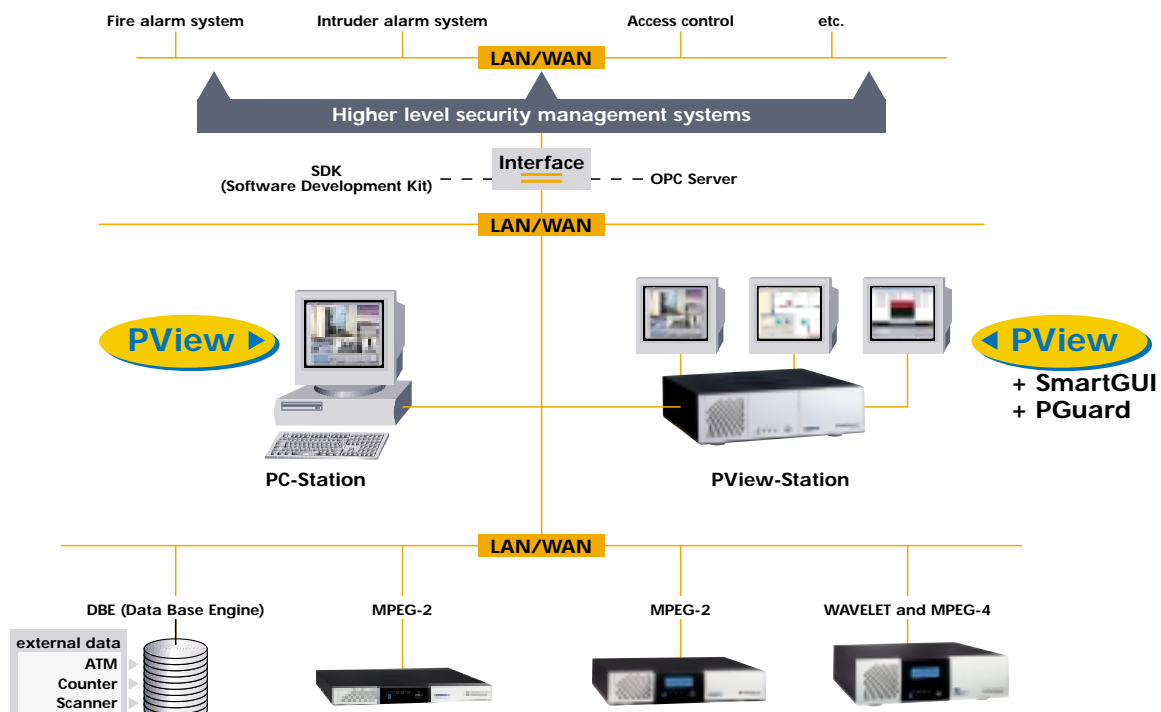 Fire alarm system
Intruder alarm system
Access control
etc.
LAN/WAN
Higher level security management systems
SDK
(Software Development Kit)
Interface
OPC Server
LAN/WAN
PView
PView
+ SmartGUI
+ PGuard
PC-Station
PView-Station
LAN/WAN
DBE (Data Base Engine)
MPEG-2
MPEG-2
WAVELET and MPEG-4
external data
ATM
Counter
Scanner